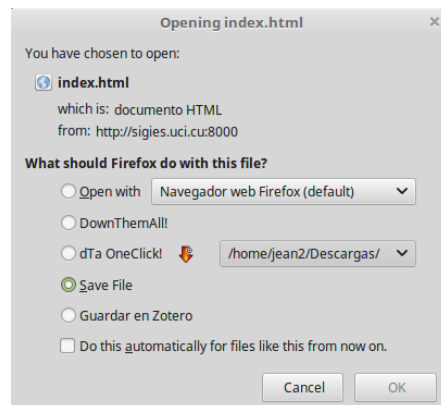 Opening index.html ×
You have chosen to open:
index.html
which is: documento HTML
from: http://sigies.uci.cu:8000
What should Firefox do with this file?
Open with Navegador web Firefox (default)
DownThemAll!
dTa OneClick! /home/jean2/Descargas/
Save File
Guardar en Zotero
Do this automatically for files like this from now on.
Cancel OK